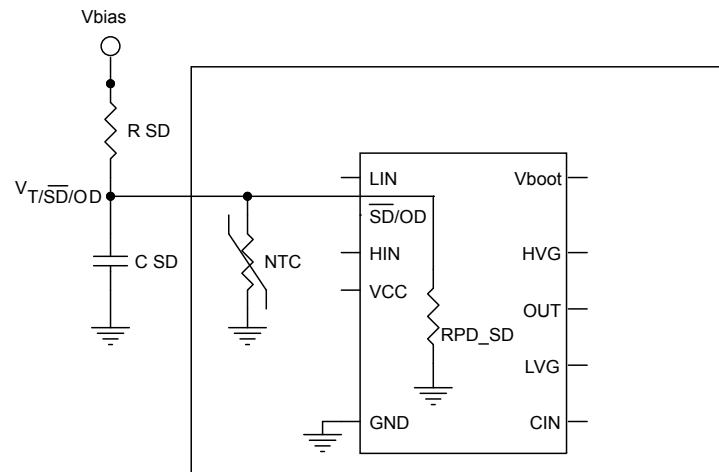 Vbias
R SD
VT/SD/OD
C SD
NTC
LIN
SD/OD
HIN
VCC
GND
RPD_SD
Vboot
HVG
OUT
LVG
CIN